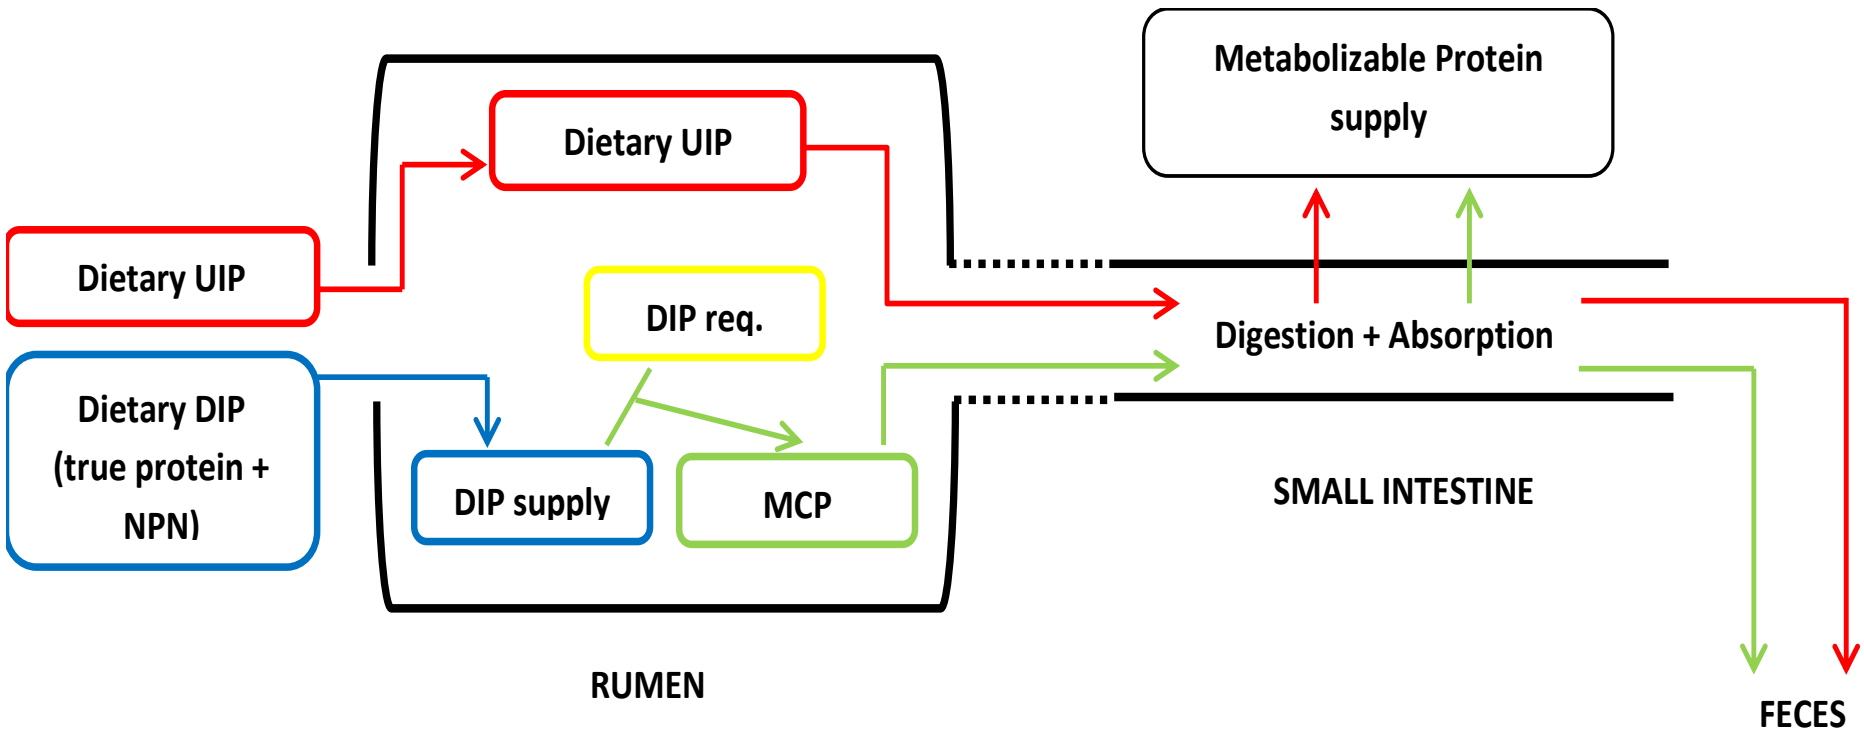 Metabolizable Protein
supply
Dietary UIP
Dietary UIP
DIP req.
Digestion + Absorption
Dietary DIP
(true protein +
NPN)
DIP supply
MCP
SMALL INTESTINE
RUMEN
FECES